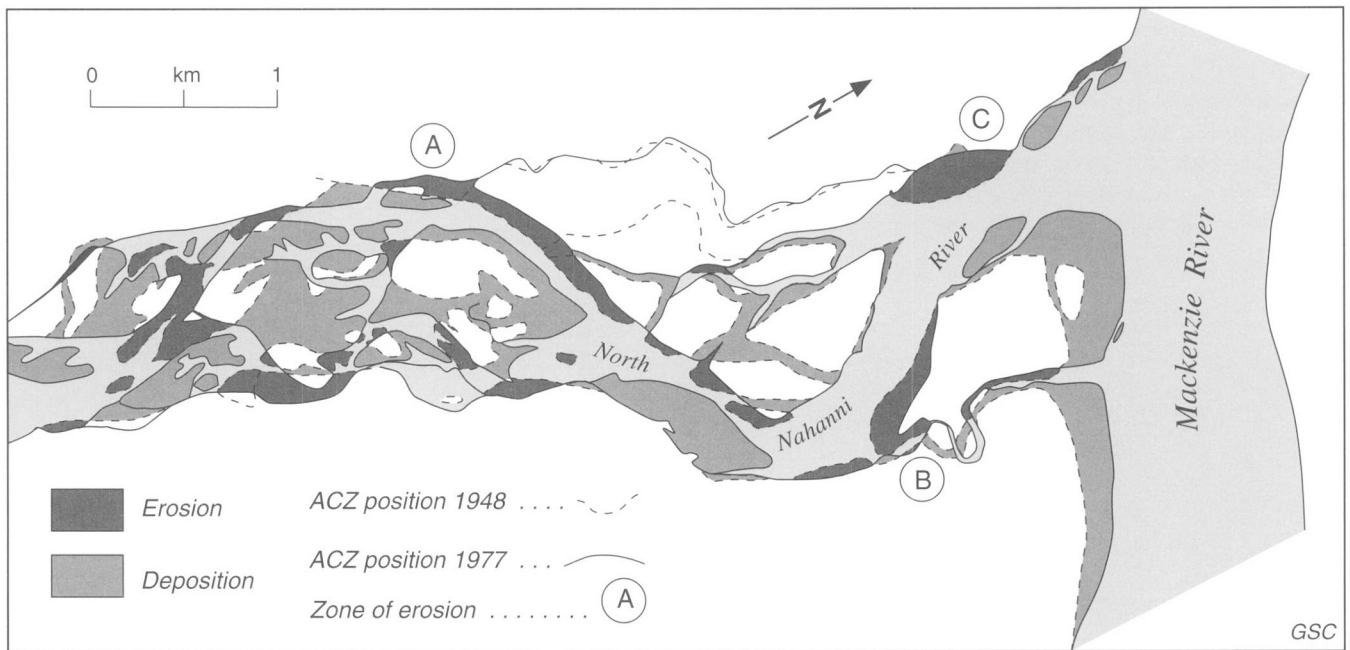 0 km 1
N
A
C
North
Nahanni
River
B
Mackenzie River
Erosion
Deposition
ACZ position 1948 ....
ACZ position 1977 ...
Zone of erosion ........ A
GSC